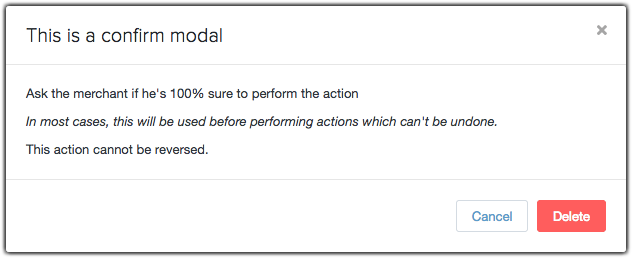 This is a confirm modal
×
Ask the merchant if he's 100% sure to perform the action
In most cases, this will be used before performing actions which can't be undone.
This action cannot be reversed.
Cancel
Delete